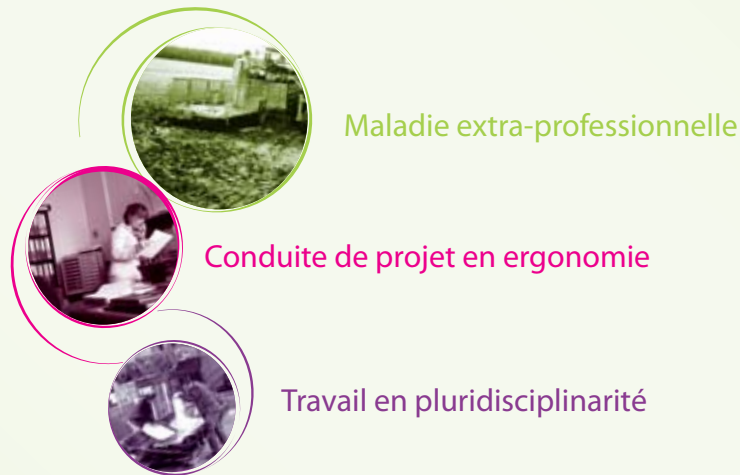 Maladie extra-professionnelle
Conduite de projet en ergonomie
Travail en pluridisciplinarité